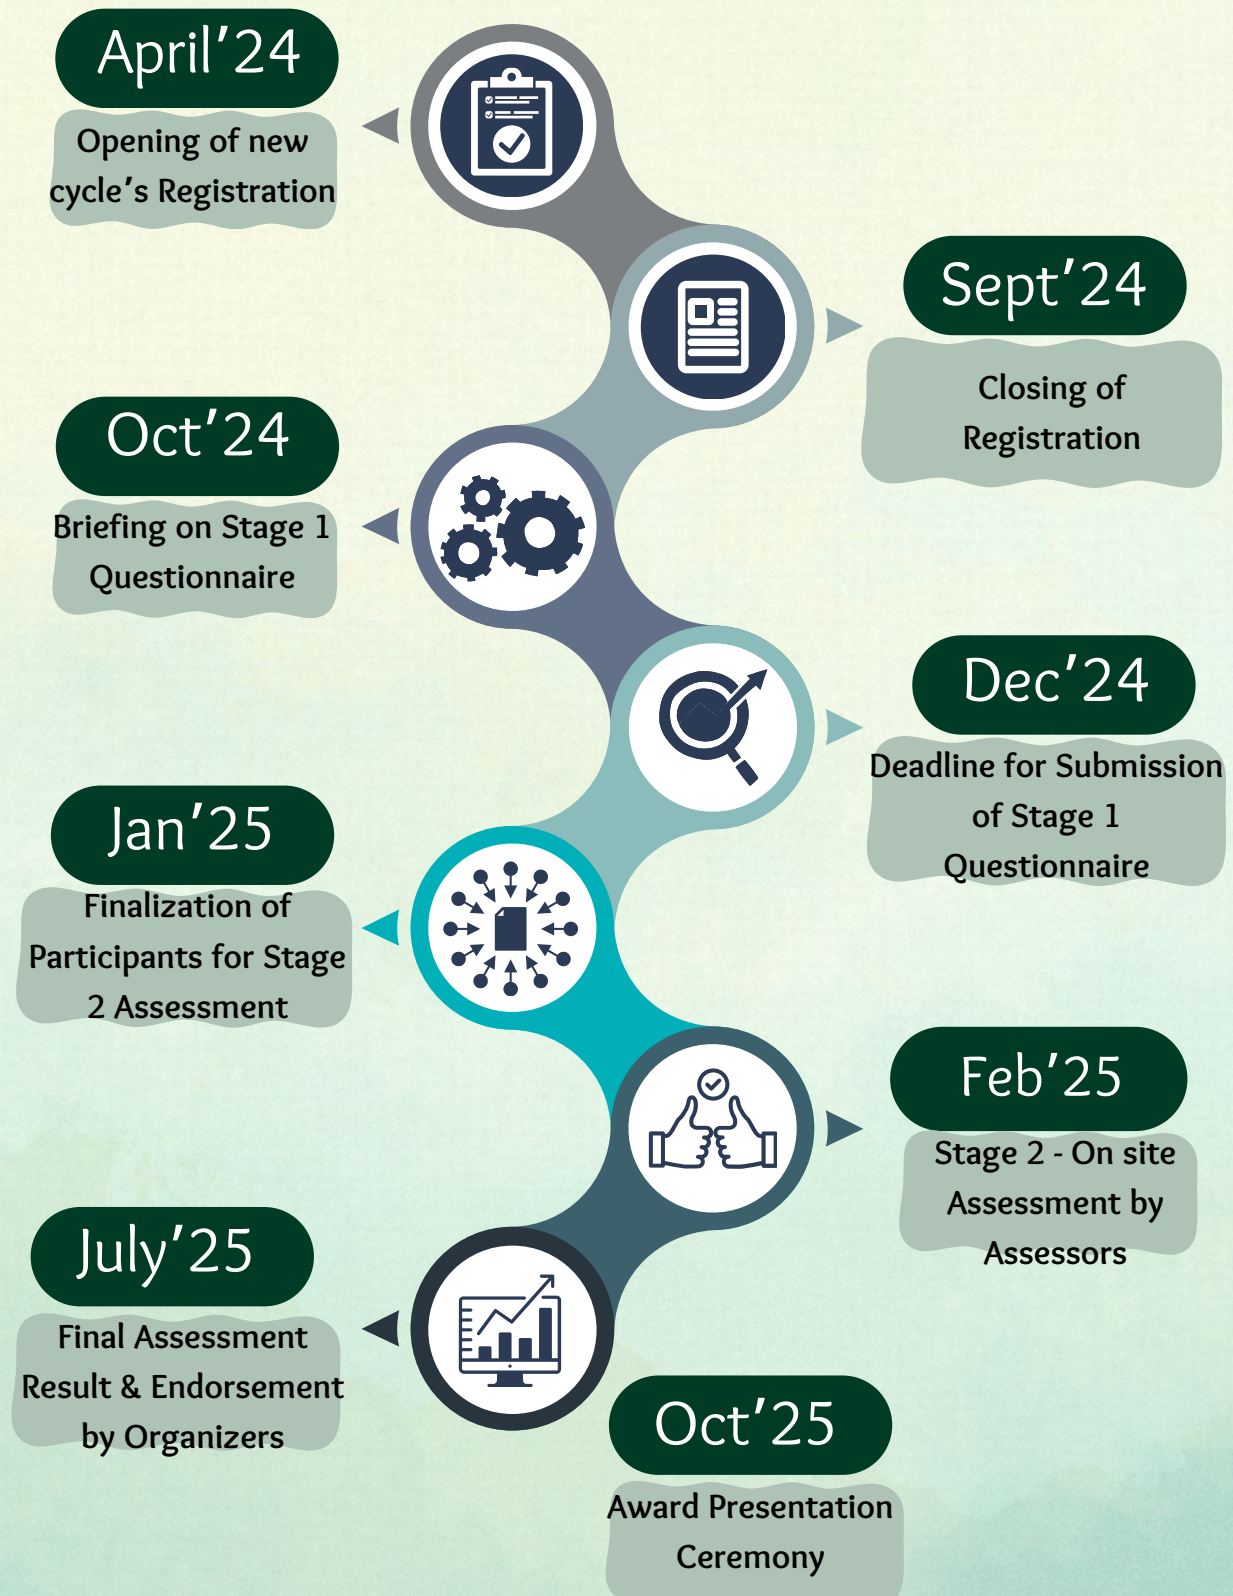 April'24
Opening of new
cycle's Registration
Sept'24
Closing of
Registration
Oct'24
Briefing on Stage 1
Questionnaire
Dec'24
Deadline for Submission
of Stage 1
Questionnaire
Jan'25
Finalization of
Participants for Stage
2 Assessment
Feb'25
Stage 2 - On site
Assessment by
Assessors
July'25
Final Assessment
Result & Endorsement
by Organizers
Oct'25
Award Presentation
Ceremony